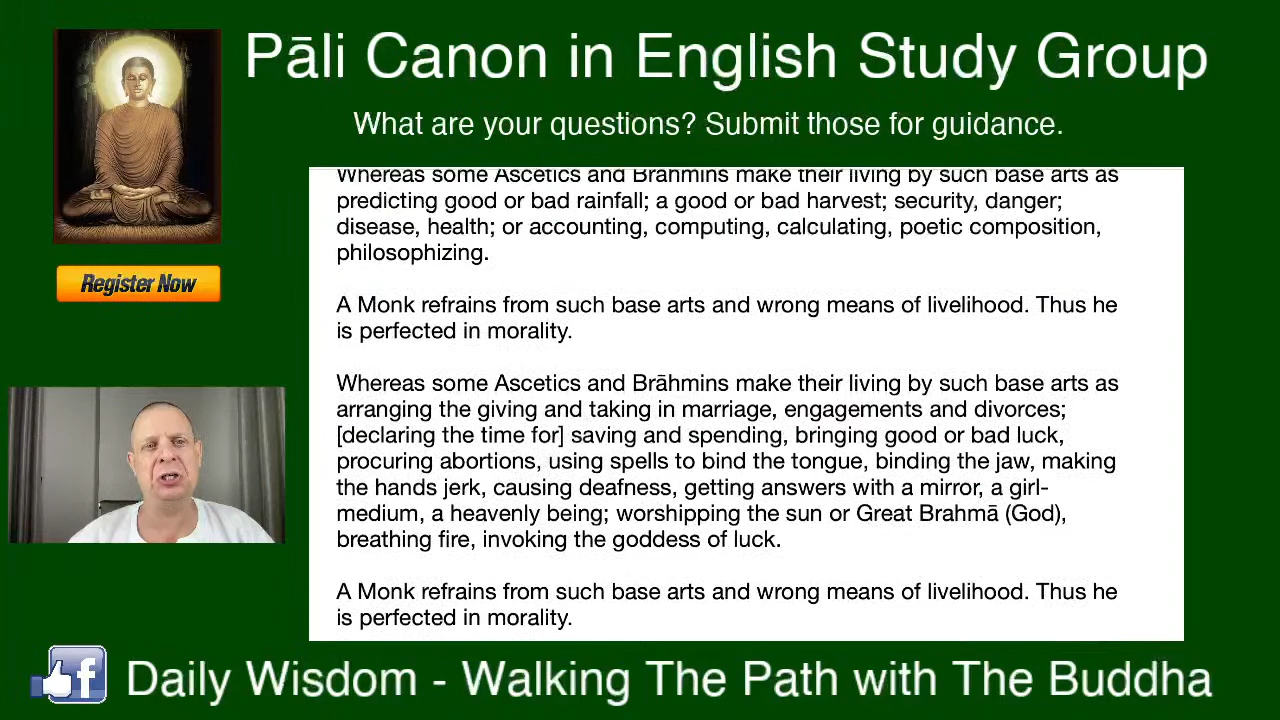 Pāli Canon in English Study Group
What are your questions? Submit those for guidance.
Register Now
Whereas some Ascetics and Brāhmins make their living by such base arts as
predicting good or bad rainfall; a good or bad harvest; security, danger;
disease, health; or accounting, computing, calculating, poetic composition,
philosophizing.
A Monk refrains from such base arts and wrong means of livelihood. Thus he
is perfected in morality.
Whereas some Ascetics and Brāhmins make their living by such base arts as
arranging the giving and taking in marriage, engagements and divorces;
[declaring the time for] saving and spending, bringing good or bad luck,
procuring abortions, using spells to bind the tongue, binding the jaw, making
the hands jerk, causing deafness, getting answers with a mirror, a girl-
medium, a heavenly being; worshipping the sun or Great Brahmā (God),
breathing fire, invoking the goddess of luck.
A Monk refrains from such base arts and wrong means of livelihood. Thus he
is perfected in morality.
f Daily Wisdom - Walking The Path with The Buddha